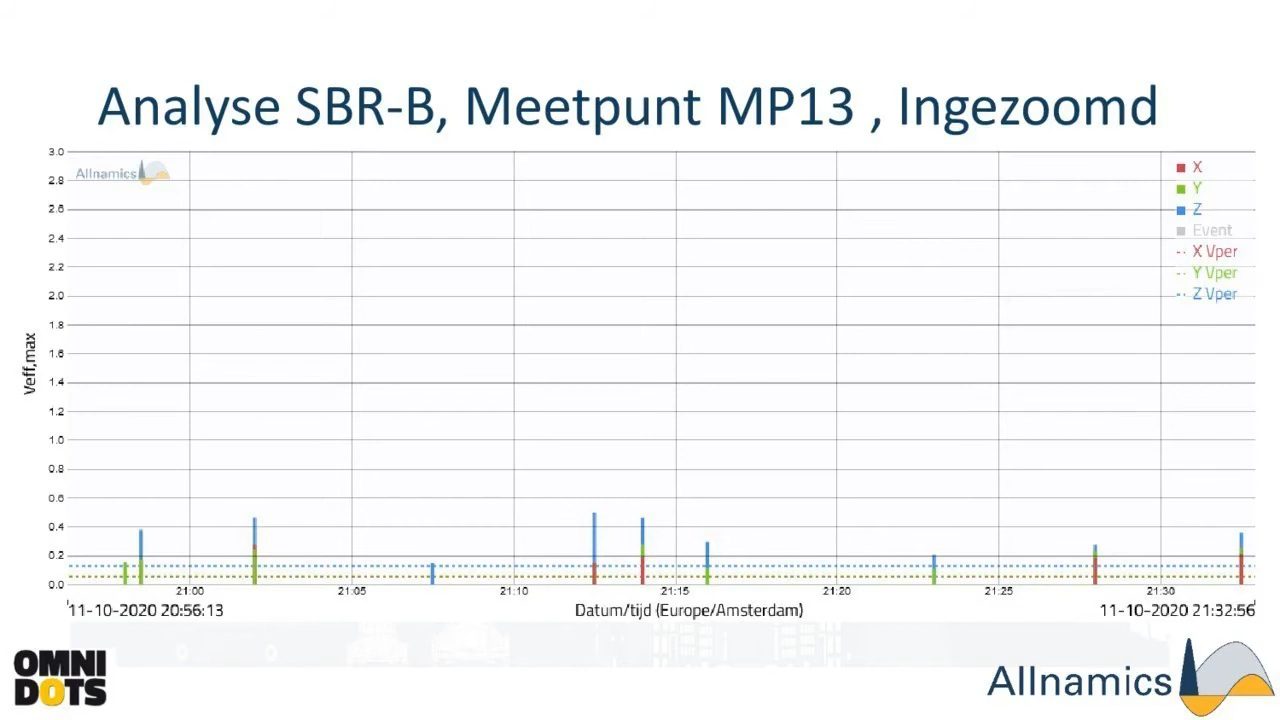 Analyse SBR-B, Meetpunt MP13 , Ingezoomd
3.0
Allnamics
2.8
2.6
2.4
2.2
2.0
1.8
1.6
1.4
1.2
1.0
0.8
0.6
0.4
0.2
0.0
Veff,max
X
Y
Z
Event
X Vper
Y Vper
Z Vper
21:00 21:05 21:10 21:15 21:20 21:25 21:30
11-10-2020 20:56:13 Datum/tijd (Europe/Amsterdam) 11-10-2020 21:32:56
OMNI
DOTS
Allnamics